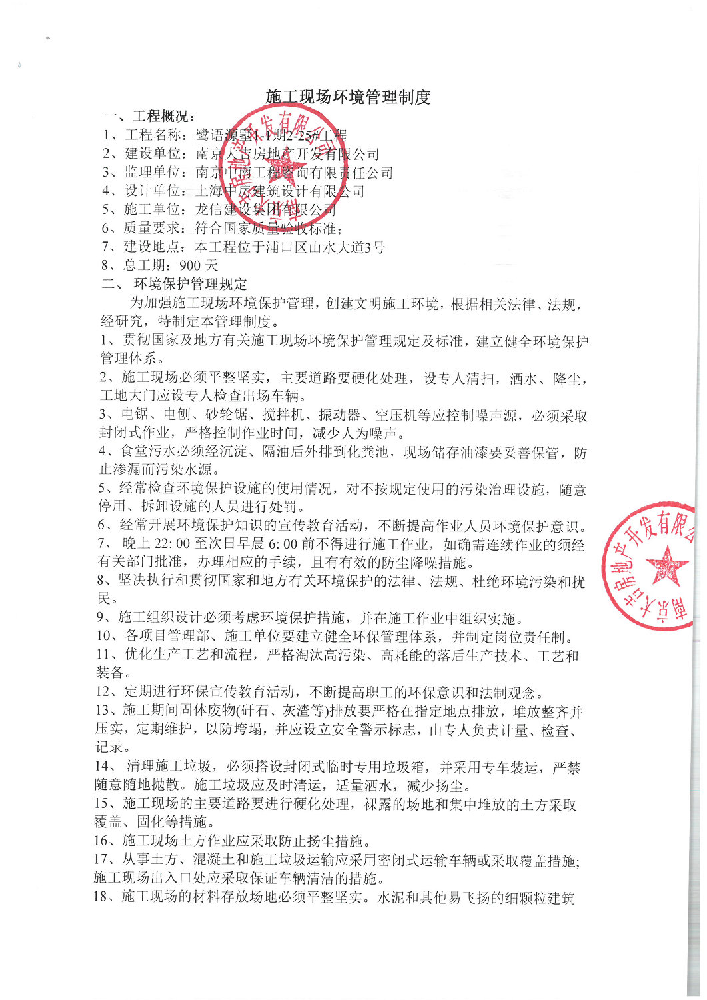 施工现场环境管理制度
一、工程概况：
1、工程名称：鹭语源墅1-1期2-25#工程
2、建设单位：南京大吉房地产开发有限公司
3、监理单位：南京中南工程咨询有限责任公司
4、设计单位：上海中房建筑设计有限公司
5、施工单位：龙信建设集团有限公司
6、质量要求：符合国家质量验收标准；
7、建设地点：本工程位于浦口区山水大道3号
8、总工期：900 天
二、 环境保护管理规定
为加强施工现场环境保护管理，创建文明施工环境，根据相关法律、法规，
经研究，特制定本管理制度。
1、 贯彻国家及地方有关施工现场环境保护管理规定及标准，建立健全环境保护
管理体系。
2、施工现场必须平整坚实，主要道路要硬化处理，设专人清扫，洒水、降尘，
工地大门应设专人检查出场车辆。
3、电锯、电刨、砂轮锯、搅拌机、振动器、空压机等应控制噪声源，必须采取
封闭式作业，严格控制作业时间，减少人为噪声。
4、食堂污水必须经沉淀、隔油后外排到化粪池，现场储存油漆要妥善保管，防
止渗漏而污染水源。
5、经常检查环境保护设施的使用情况，对不按规定使用的污染治理设施，随意
停用、拆卸设施的人员进行处罚。
6、经常开展环境保护知识的宣传教育活动，不断提高作业人员环境保护意识。
7、 晚上 22: 00 至次日早晨 6: 00 前不得进行施工作业，如确需连续作业的须经
有关部门批准，办理相应的手续，且有有效的防尘降噪措施。
8、坚决执行和贯彻国家和地方有关环境保护的法律、法规、杜绝环境污染和扰
民。
9、施工组织设计必须考虑环境保护措施，并在施工作业中组织实施。
10、各项目管理部、施工单位要建立健全环保管理体系，并制定岗位责任制。
11、优化生产工艺和流程，严格淘汰高污染、高耗能的落后生产技术、工艺和
装备。
12、定期进行环保宣传教育活动，不断提高职工的环保意识和法制观念。
13、施工期间固体废物(矸石、灰渣等)排放要严格在指定地点排放，堆放整齐并
压实，定期维护，以防垮塌，并应设立安全警示标志，由专人负责计量、检查、
记录。
14、 清理施工垃圾，必须搭设封闭式临时专用垃圾箱，并采用专车装运，严禁
随意随地抛散。施工垃圾应及时清运，适量洒水，减少扬尘。
15、施工现场的主要道路要进行硬化处理，裸露的场地和集中堆放的土方采取
覆盖、固化等措施。
16、施工现场土方作业应采取防止扬尘措施。
17、从事土方、混凝土和施工垃圾运输应采用密闭式运输车辆或采取覆盖措施;
施工现场出入口处应采取保证车辆清洁的措施。
18、施工现场的材料存放场地必须平整坚实。水泥和其他易飞扬的细颗粒建筑
南京大吉房地产开发有限公司
南京大吉房地产开发有限公